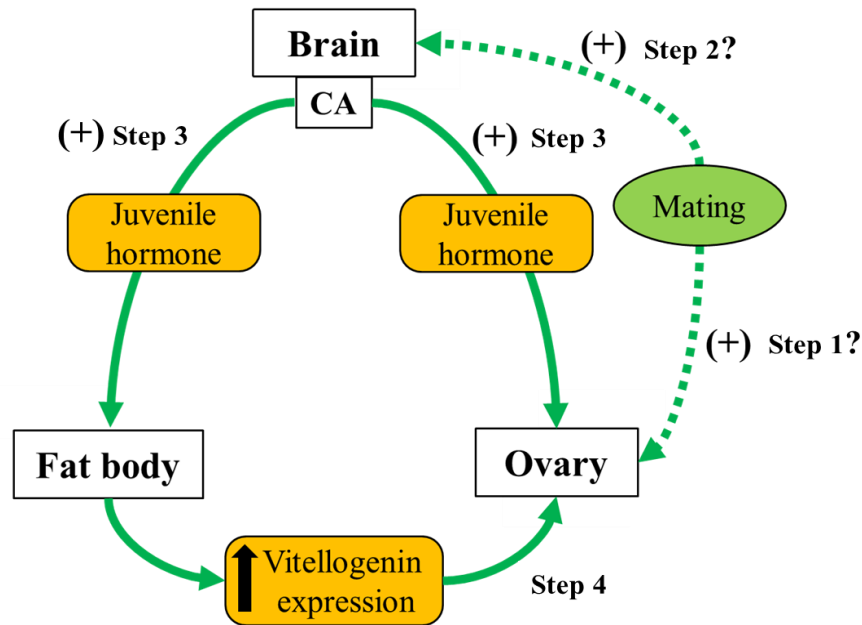 Brain
(+) Step 2?
CA
(+) Step 3
(+) Step 3
Juvenile
hormone
Juvenile
hormone
Mating
(+) Step 1?
Fat body
Ovary
Vitellogenin
expression
Step 4